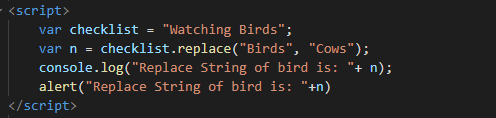 <script>
var checklist = "Watching Birds";
var n = checklist.replace("Birds", "Cows");
console.log("Replace String of bird is: "+ n);
alert("Replace String of bird is: "+n)
</script>